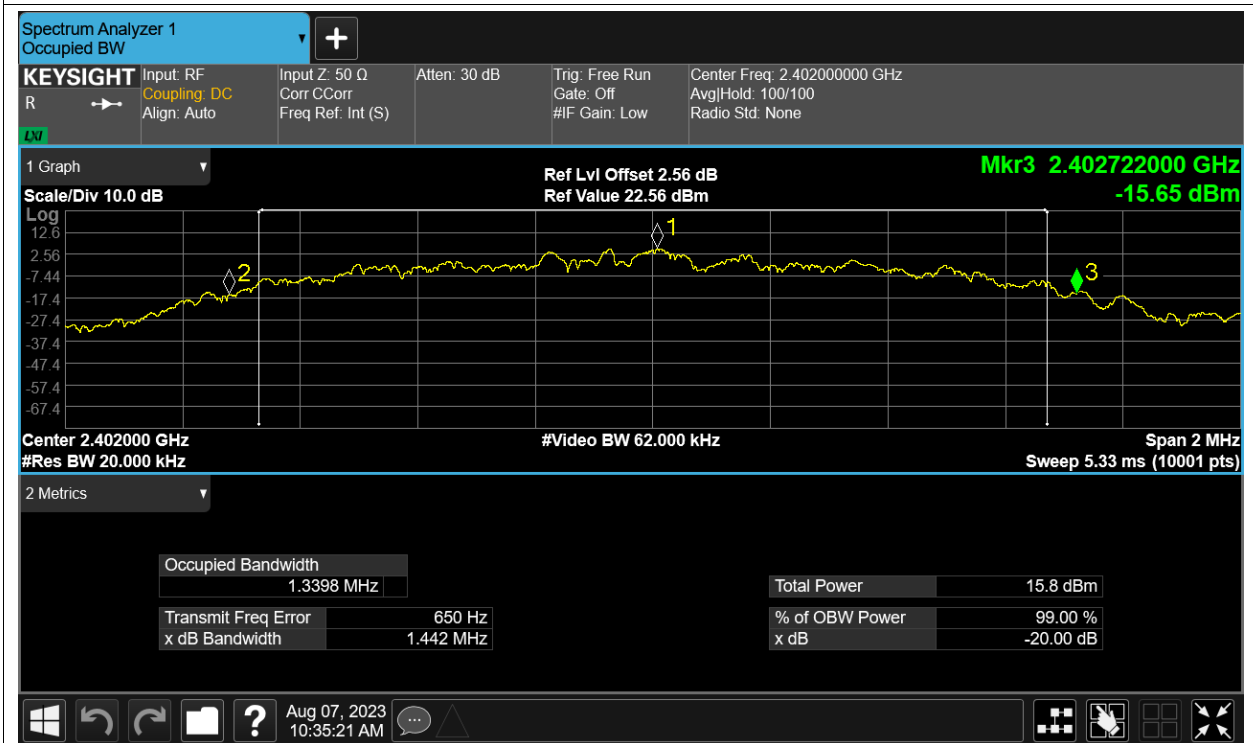 Spectrum Analyzer 1
Occupied BW
KEYSIGHT
R
LXI
Input: RF
Coupling: DC
Align: Auto
Input Z: 50 Ω
Corr CCorr
Freq Ref: Int (S)
Atten: 30 dB
Trig: Free Run
Gate: Off
#IF Gain: Low
Center Freq: 2.402000000 GHz
Avg|Hold: 100/100
Radio Std: None
1 Graph
Scale/Div 10.0 dB
Ref Lvl Offset 2.56 dB
Ref Value 22.56 dBm
Mkr3 2.402722000 GHz
-15.65 dBm
Log
12.6
2.56
-7.44
-17.4
-27.4
-37.4
-47.4
-57.4
-67.4
1
2
3
Center 2.402000 GHz
#Res BW 20.000 kHz
#Video BW 62.000 kHz
Span 2 MHz
Sweep 5.33 ms (10001 pts)
2 Metrics
Occupied Bandwidth
1.3398 MHz
Transmit Freq Error 650 Hz
x dB Bandwidth 1.442 MHz
Total Power 15.8 dBm
% of OBW Power 99.00 %
x dB -20.00 dB
Aug 07, 2023
10:35:21 AM